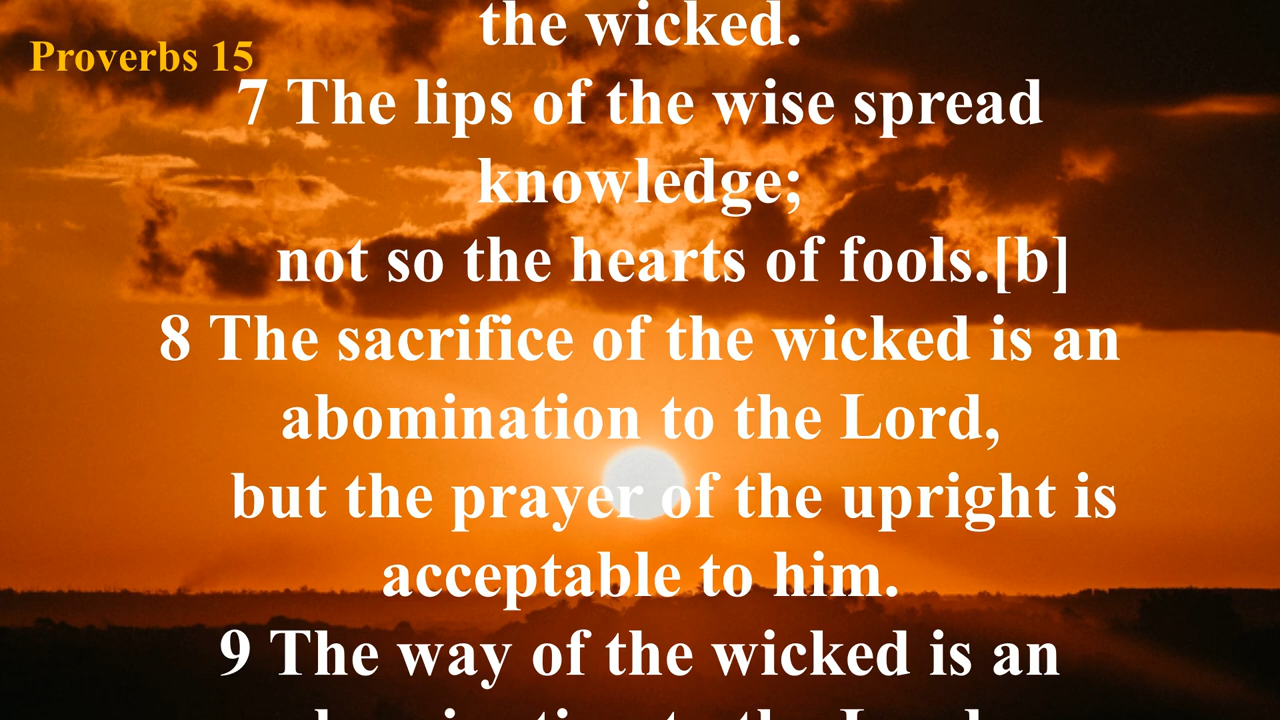 the wicked.
Proverbs 15
7 The lips of the wise spread
knowledge;
not so the hearts of fools.[b]
8 The sacrifice of the wicked is an
abomination to the Lord,
but the prayer of the upright is
acceptable to him.
9 The way of the wicked is an